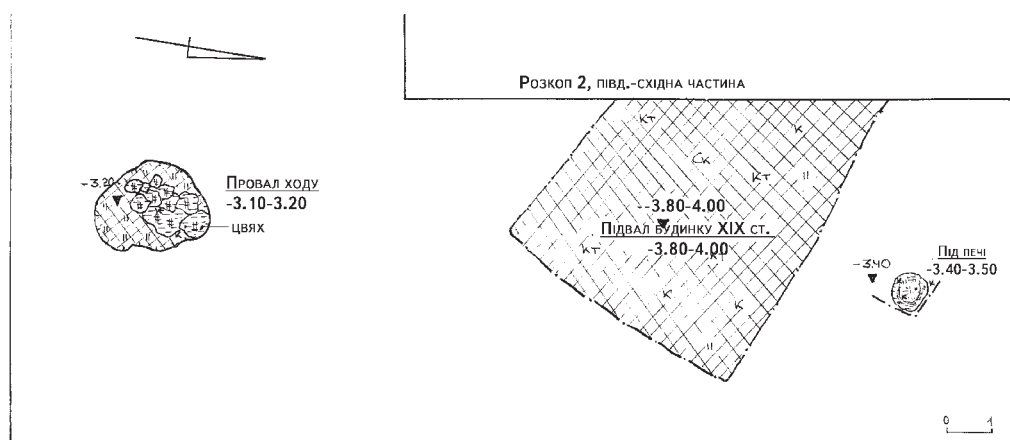 Розкоп 2, півд.-східна частина
Кт
К
Ск
Кт
II
-3.20
Провал ходу
-3.10-3.20
цвях
--3.80-4.00
Підвал будинку XIX ст.
-3.80-4.00
Кт
К
К
II
-3.40
Під печі
-3.40-3.50
0 1